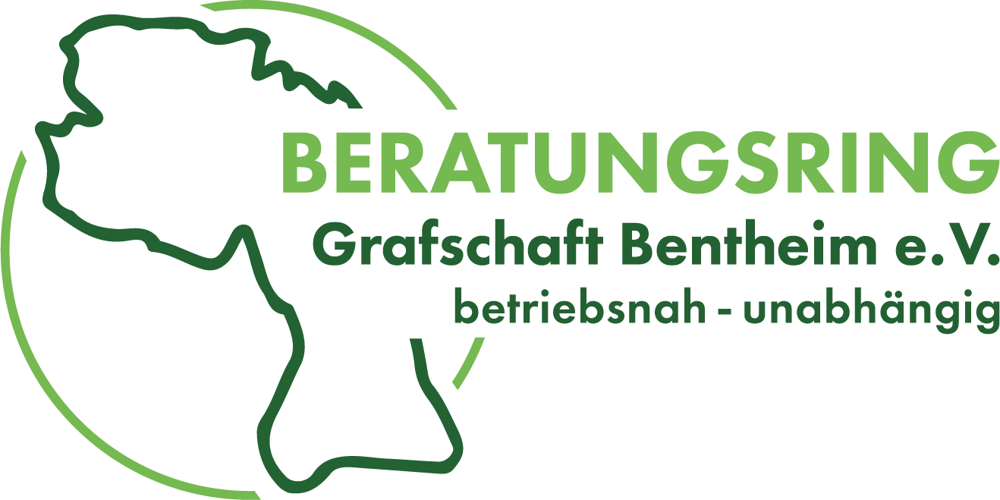 BERATUNGSRING
Grafschaft Bentheim e.V.
betriebsnah - unabhängig